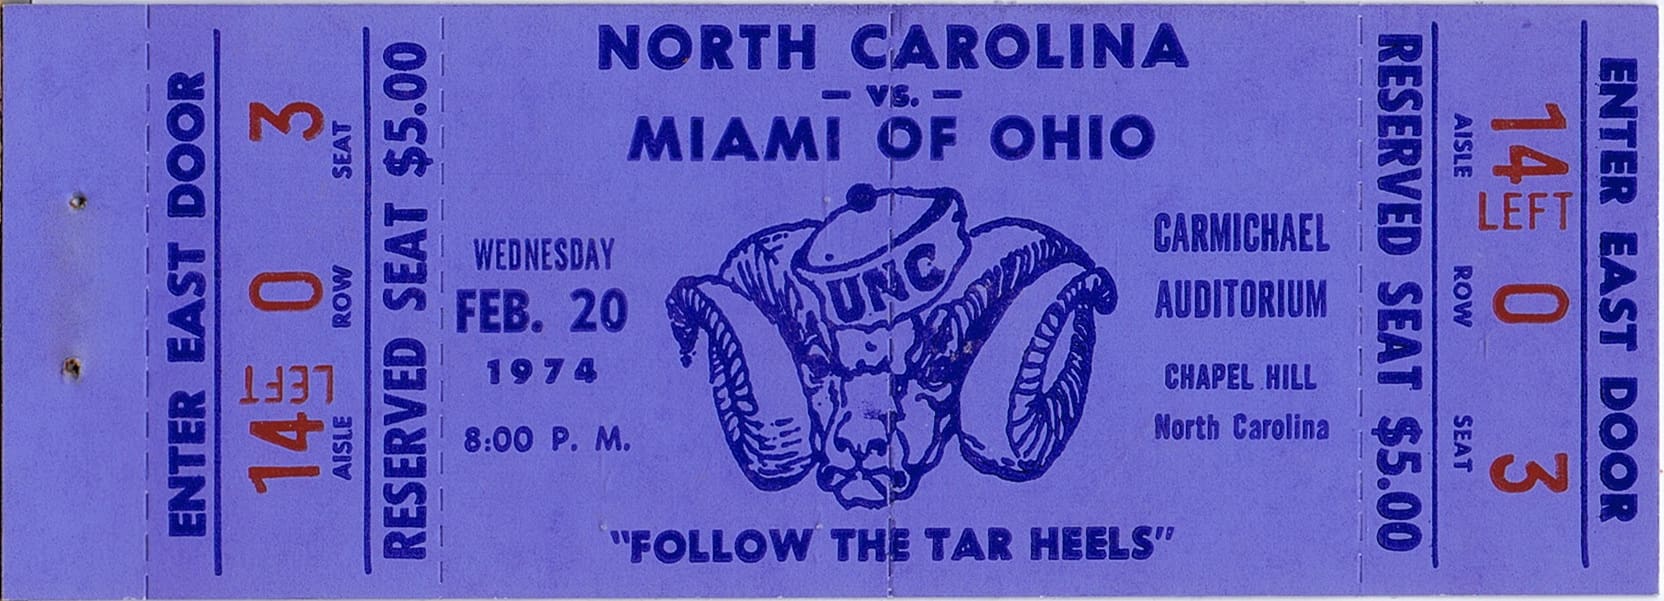 ENTER EAST DOOR
3 SEAT
0 ROW
14 LEFT AISLE
RESERVED SEAT $5.00
NORTH CAROLINA
- VS. -
MIAMI OF OHIO
WEDNESDAY
FEB. 20
1974
8:00 P. M.
UNC
CARMICHAEL
AUDITORIUM
CHAPEL HILL
North Carolina
"FOLLOW THE TAR HEELS"
RESERVED SEAT $5.00
AISLE 14 LEFT
ROW 0
SEAT 3
ENTER EAST DOOR